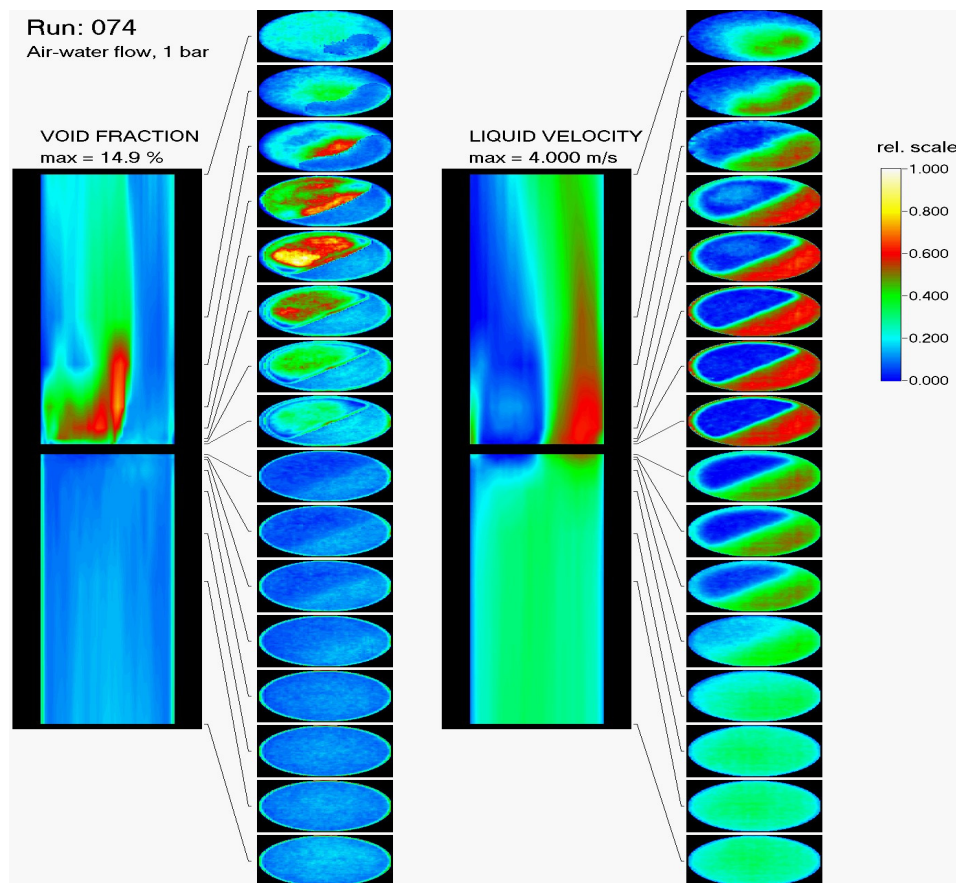 Run: 074
Air-water flow, 1 bar
VOID FRACTION
max = 14.9 %
LIQUID VELOCITY
max = 4.000 m/s
rel. scale
1.000
0.800
0.600
0.400
0.200
0.000